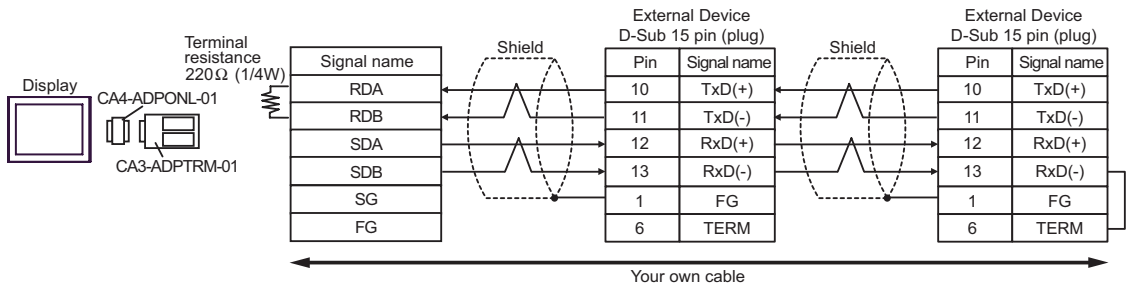 Display
CA4-ADPONL-01
CA3-ADPTRM-01
Terminal
resistance
220Ω (1/4W)
Signal name
RDA
RDB
SDA
SDB
SG
FG
Shield
External Device
D-Sub 15 pin (plug)
Pin Signal name
10 TxD(+)
11 TxD(-)
12 RxD(+)
13 RxD(-)
1 FG
6 TERM
Shield
External Device
D-Sub 15 pin (plug)
Pin Signal name
10 TxD(+)
11 TxD(-)
12 RxD(+)
13 RxD(-)
1 FG
6 TERM
Your own cable